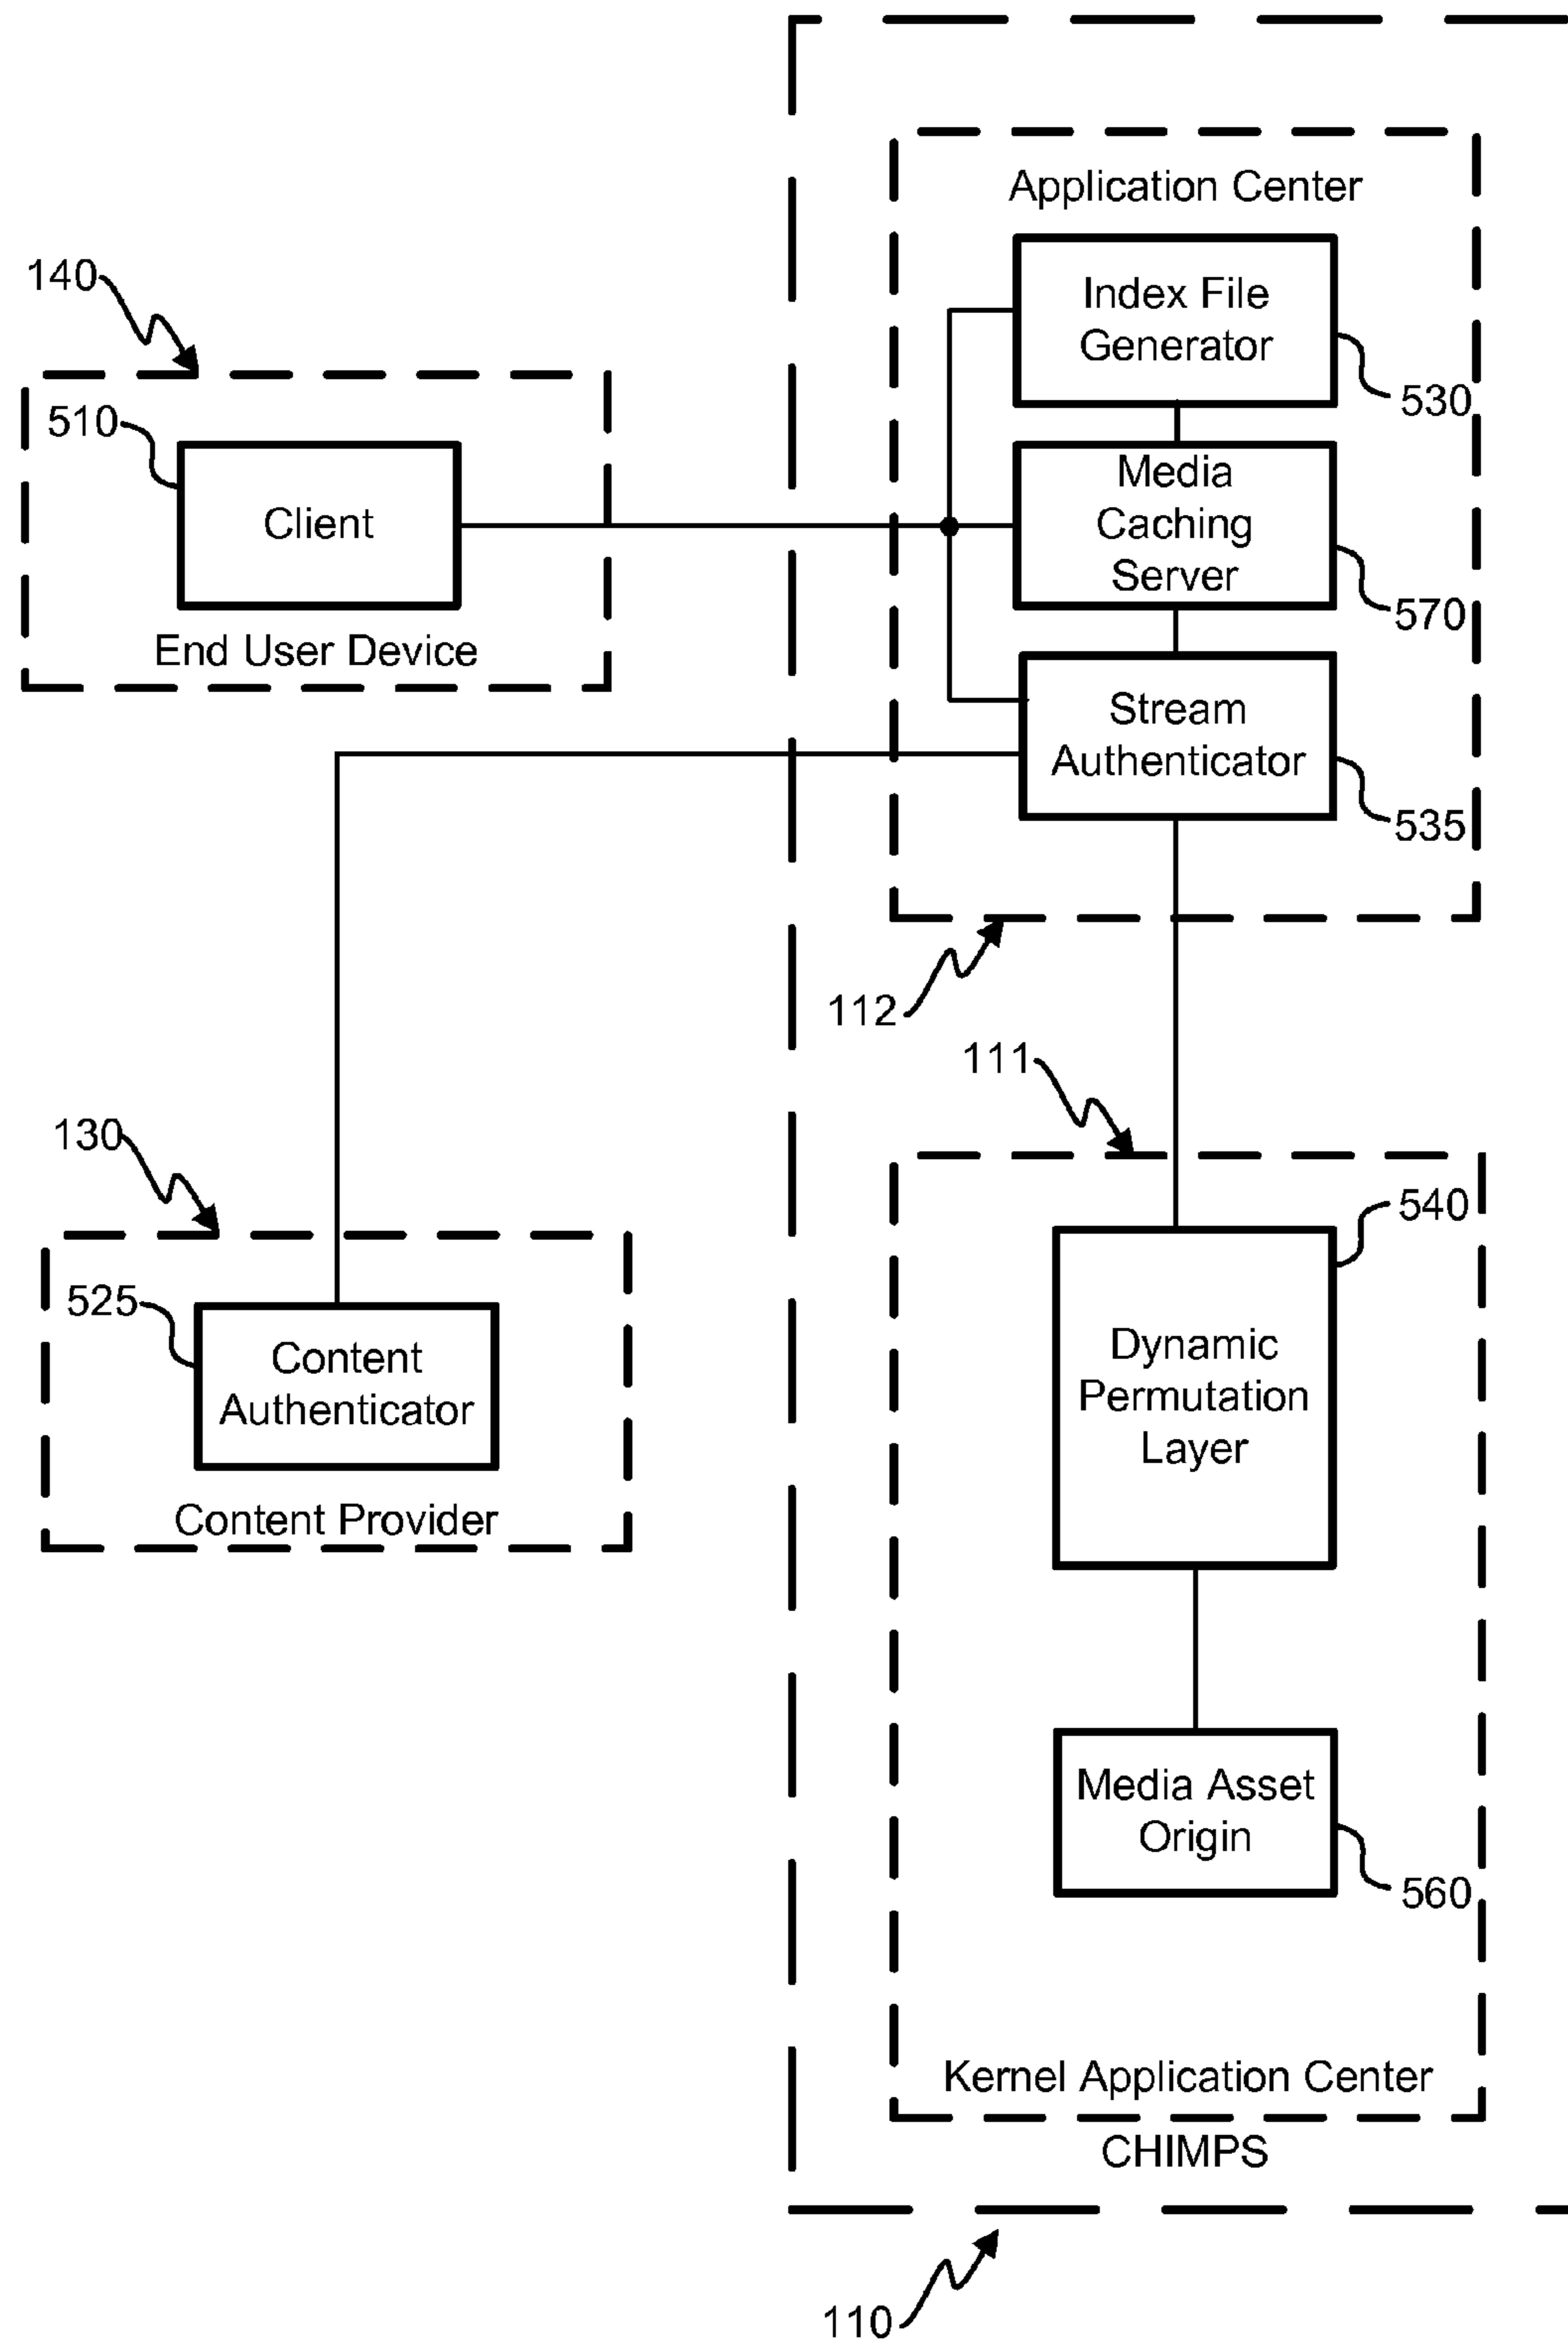 Application Center
Index File
Generator
530
140
510
Client
End User Device
Media
Caching
Server
570
Stream
Authenticator
535
112
111
130
525
Content
Authenticator
Content Provider
540
Dynamic
Permutation
Layer
Media Asset
Origin
560
Kernel Application Center
CHIMPS
110